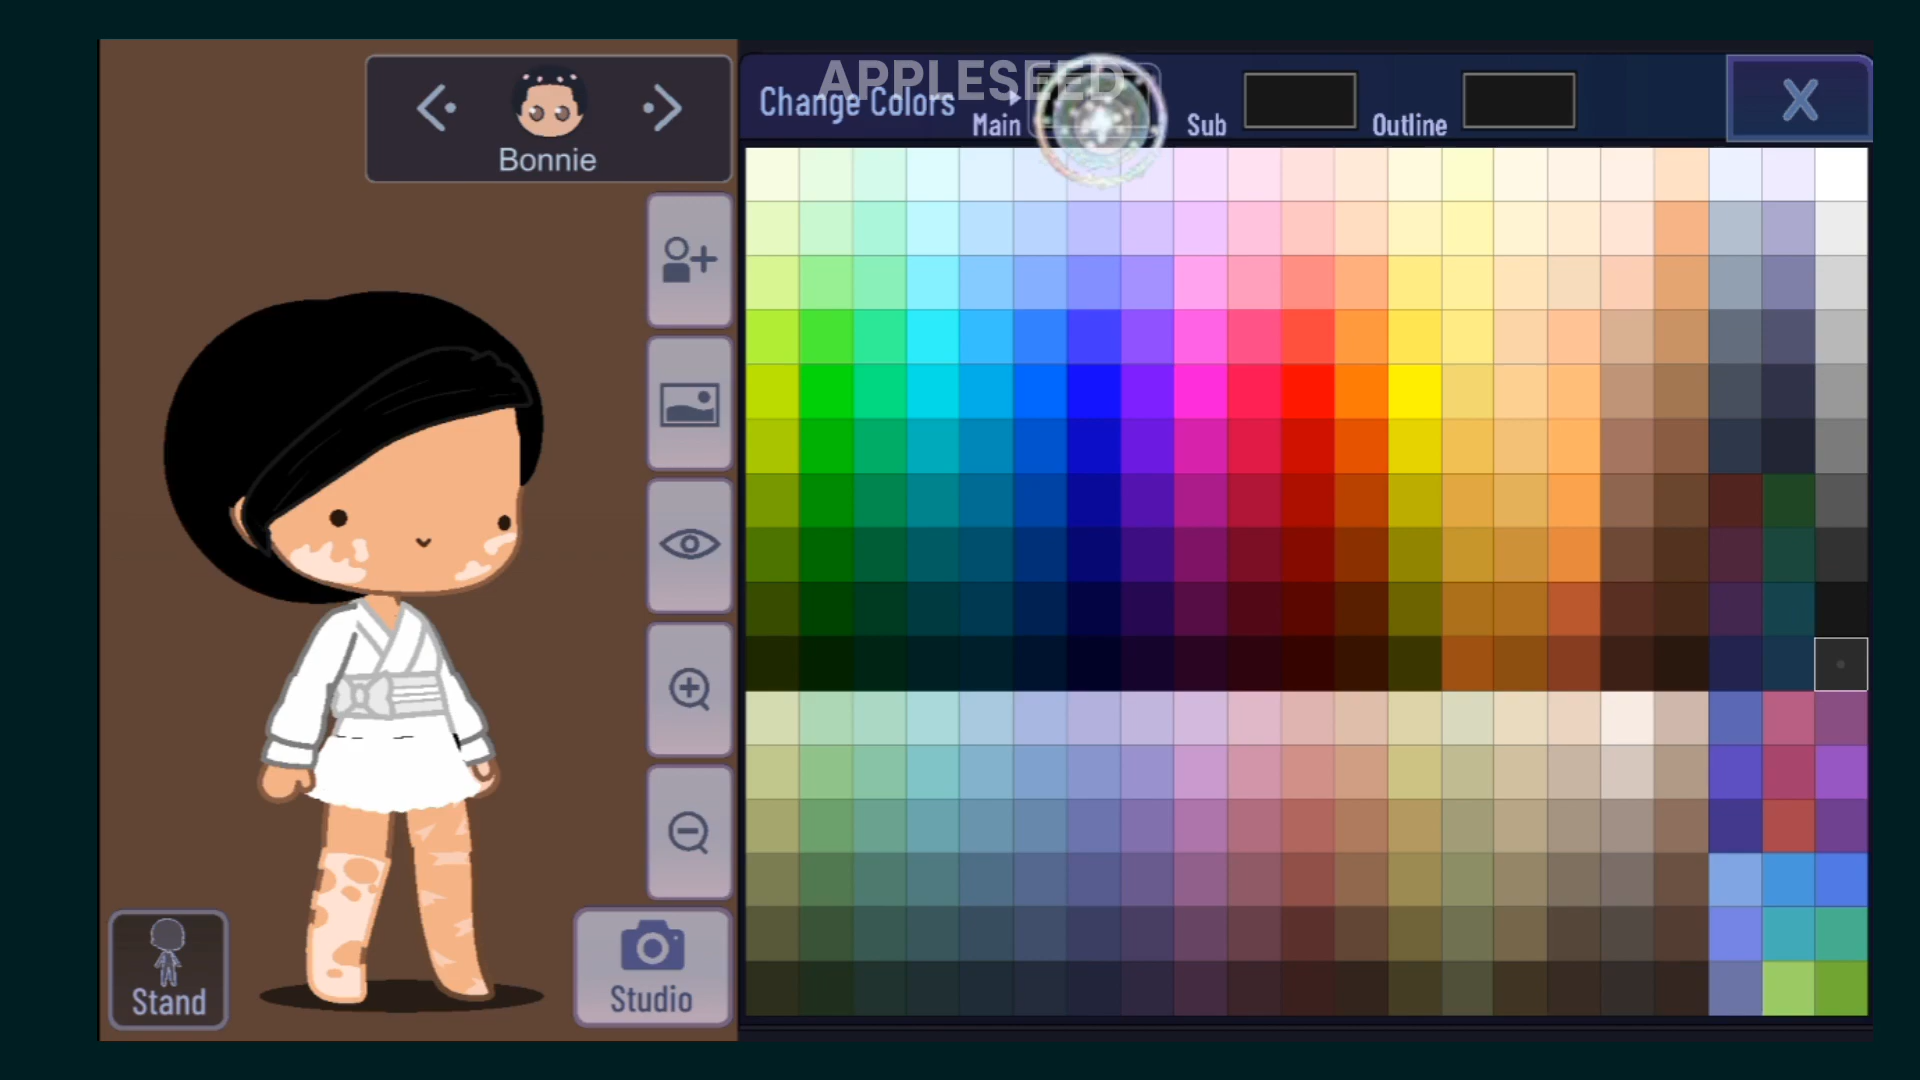 APPLESEED
Change Colors
Main
Sub
Outline
X
Bonnie
Stand
Studio